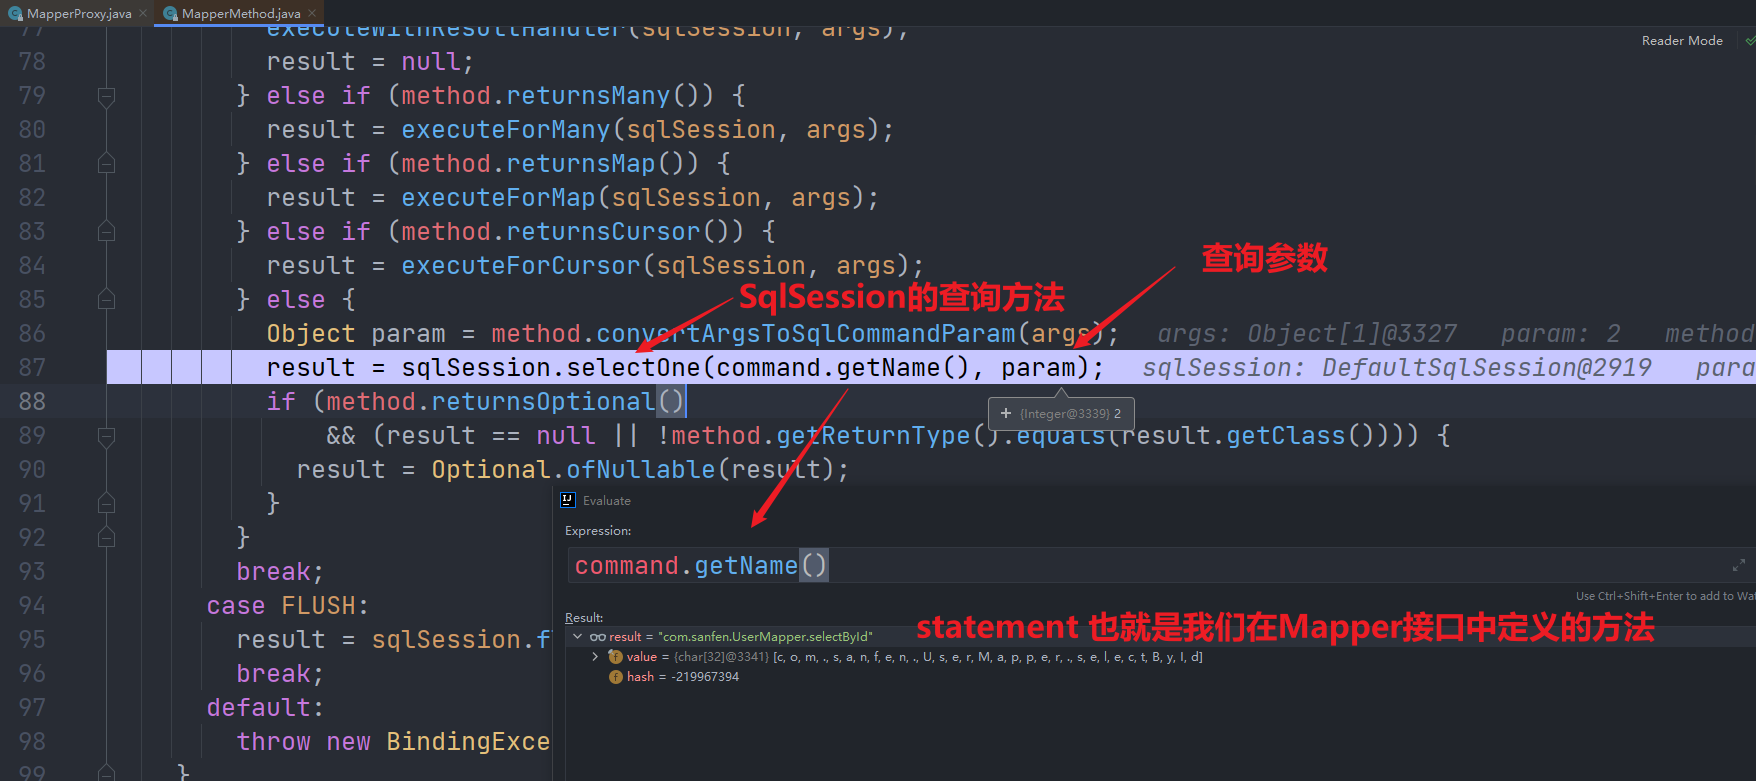 MapperProxy.java × MapperMethod.java ×
Reader Mode
77 executeWithResultHandler(sqlSession, args);
78 result = null;
79 } else if (method.returnsMany()) {
80 result = executeForMany(sqlSession, args);
81 } else if (method.returnsMap()) {
82 result = executeForMap(sqlSession, args);
83 } else if (method.returnsCursor()) {
84 result = executeForCursor(sqlSession, args);
查询参数
85 } else {
SqlSession的查询方法
86 Object param = method.convertArgsToSqlCommandParam(args); args: Object[1]@3327 param: 2 method
87 result = sqlSession.selectOne(command.getName(), param); sqlSession: DefaultSqlSession@2919 para
88 if (method.returnsOptional()
+ {Integer@3339} 2
89 && (result == null || !method.getReturnType().equals(result.getClass()))) {
90 result = Optional.ofNullable(result);
91 }
92 }
93 break;
94 case FLUSH:
95 result = sqlSession.f
96 break;
97 default:
98 throw new BindingExce
99 }
Evaluate
Expression:
command.getName()
Use Ctrl+Shift+Enter to add to Wat
Result:
result = "com.sanfen.UserMapper.selectById"
statement 也就是我们在Mapper接口中定义的方法
value = {char[32]@3341} [c, o, m, ., s, a, n, f, e, n, ., U, s, e, r, M, a, p, p, e, r, ., s, e, l, e, c, t, B, y, I, d]
hash = -219967394